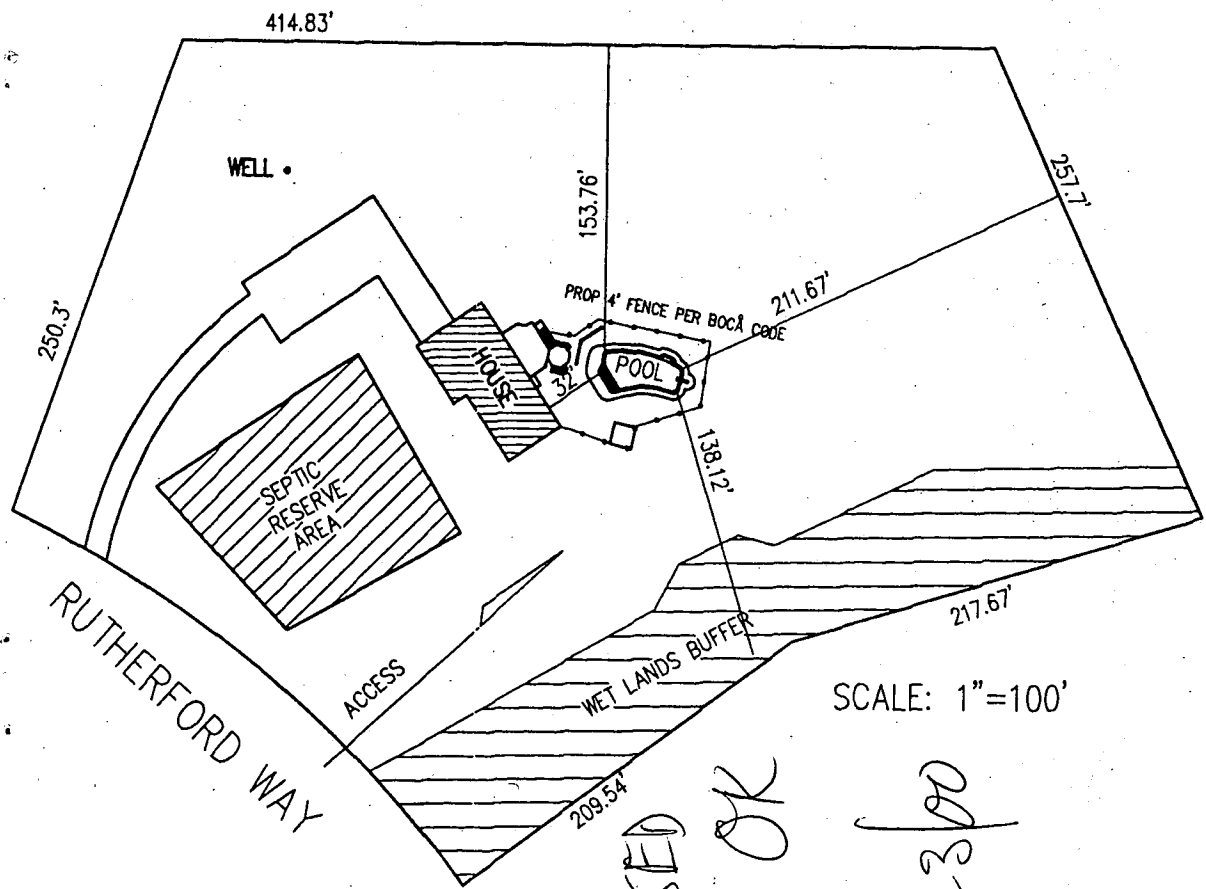 414.83'
WELL
250.3'
153.76'
257.7'
PROP 4' FENCE PER BOCA CODE
211.67'
HOUSE
32'
POOL
138.12'
SEPTIC
RESERVE
AREA
RUTHERFORD WAY
ACCESS
WET LANDS BUFFER
217.67'
209.54'
SCALE: 1"=100'
OK